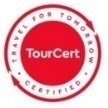 TRAVEL FOR TOMORROW
TourCert
• CERTIFIED •